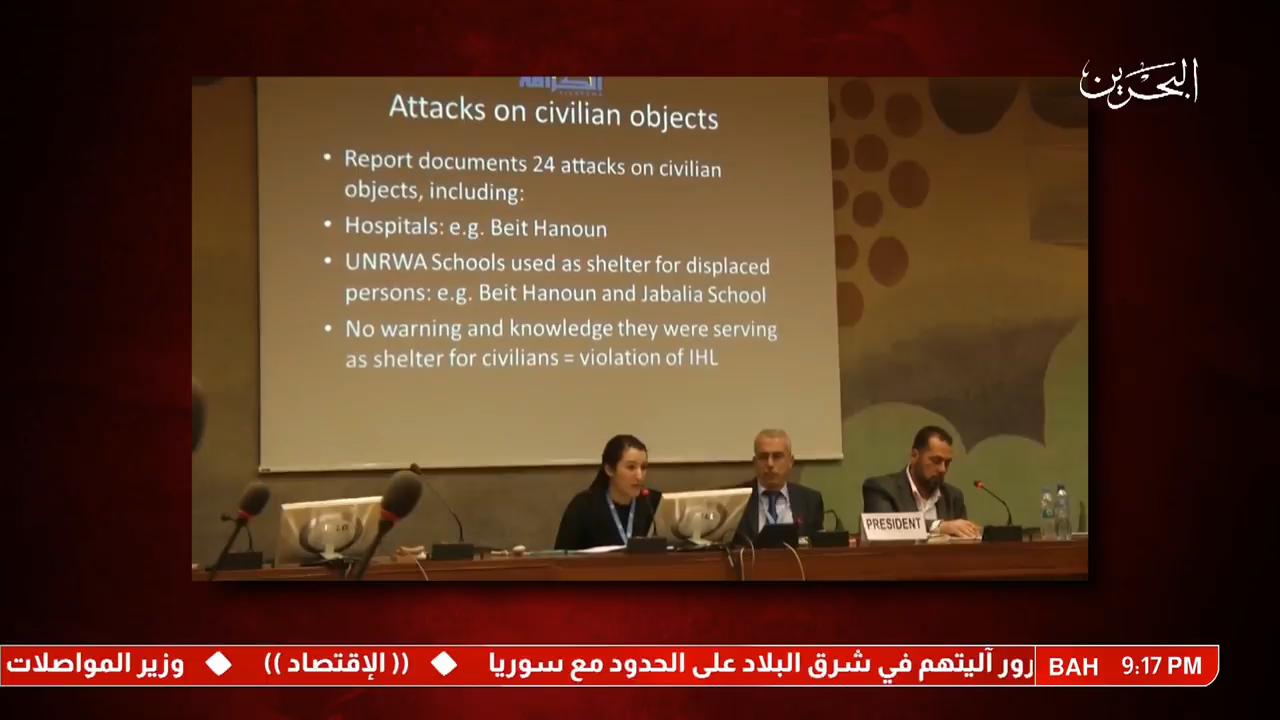 البحرين
الكرامة
Attacks on civilian objects
• Report documents 24 attacks on civilian
objects, including:
• Hospitals: e.g. Beit Hanoun
• UNRWA Schools used as shelter for displaced
persons: e.g. Beit Hanoun and Jabalia School
• No warning and knowledge they were serving
as shelter for civilians = violation of IHL
PRESIDENT
رور آليتهم في شرق البلاد على الحدود مع سوريا ◆ (( الإقتصاد )) ◆ وزير المواصلات
BAH 9:17 PM